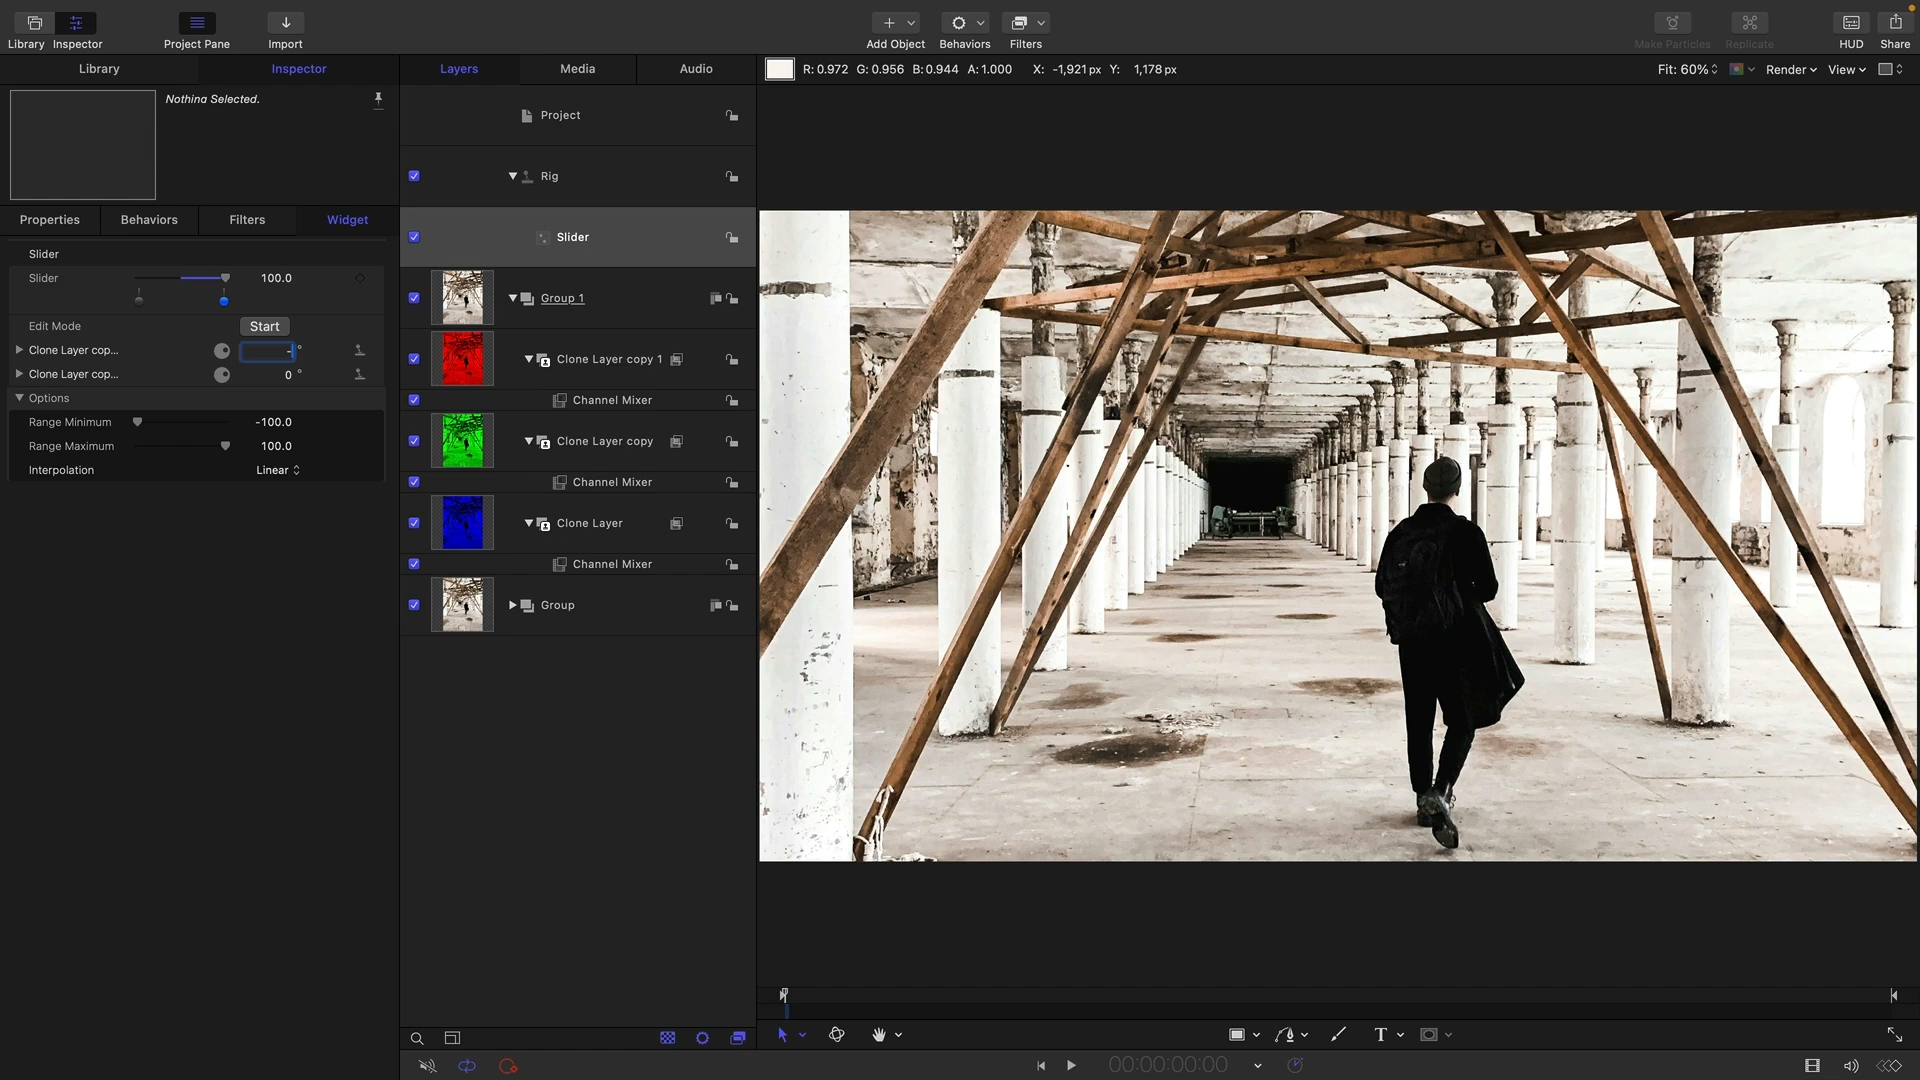 Library
Inspector
Project Pane
Import
Add Object
Behaviors
Filters
Make Particles
Replicate
HUD
Share
Library
Inspector
Layers
Media
Audio
R: 0.972 G: 0.956 B: 0.944 A: 1.000 X: -1,921 px Y: 1,178 px
Fit: 60%
Render
View
Nothing Selected.
Project
Rig
Properties
Behaviors
Filters
Widget
Slider
Slider
Slider 100.0
Group 1
Edit Mode
Start
Clone Layer cop... - °
Clone Layer copy 1
Clone Layer cop... 0 °
Options
Channel Mixer
Range Minimum -100.0
Range Maximum 100.0
Clone Layer copy
Interpolation Linear
Channel Mixer
Clone Layer
Channel Mixer
Group
T
00:00:00:00